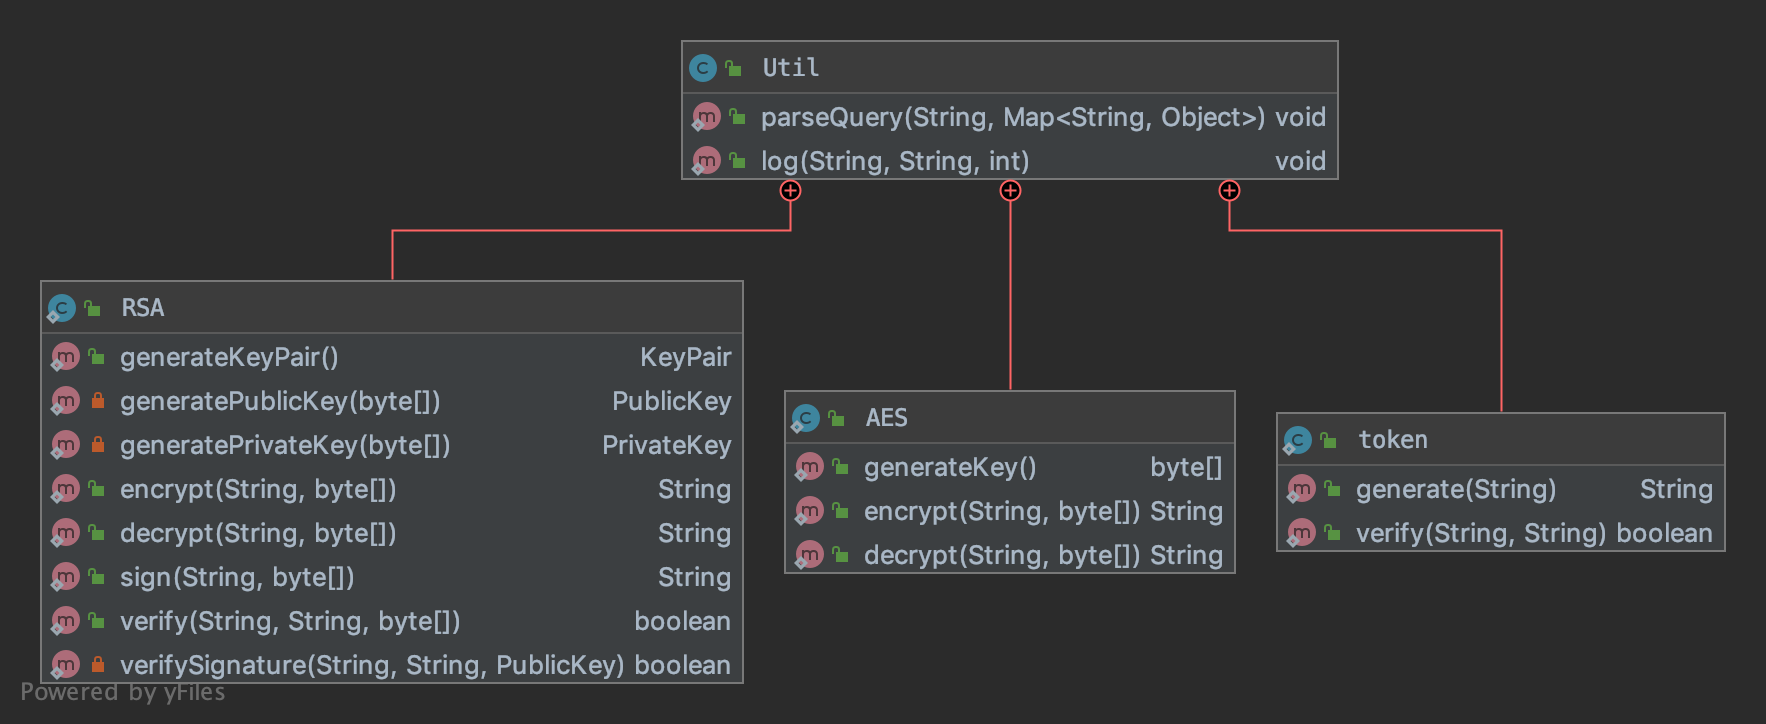 Util
parseQuery(String, Map<String, Object>) void
log(String, String, int) void
RSA
generateKeyPair() KeyPair
generatePublicKey(byte[]) PublicKey
generatePrivateKey(byte[]) PrivateKey
encrypt(String, byte[]) String
decrypt(String, byte[]) String
sign(String, byte[]) String
verify(String, String, byte[]) boolean
verifySignature(String, String, PublicKey) boolean
AES
generateKey() byte[]
encrypt(String, byte[]) String
decrypt(String, byte[]) String
token
generate(String) String
verify(String, String) boolean
Powered by yFiles